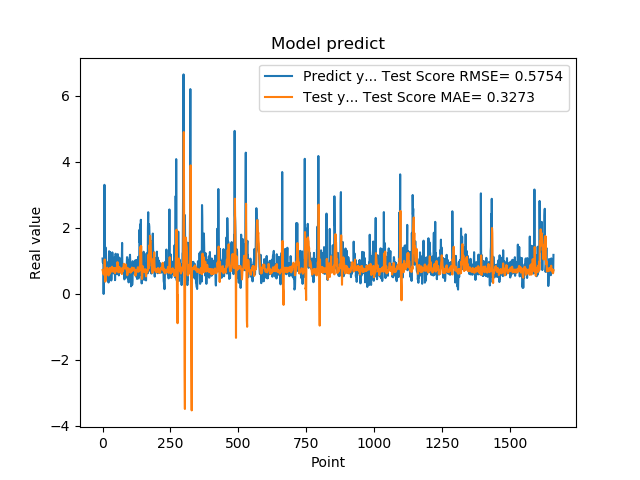 Model predict
Predict y... Test Score RMSE= 0.5754
Test y... Test Score MAE= 0.3273
Real value
6
4
2
0
−2
−4
0 250 500 750 1000 1250 1500
Point